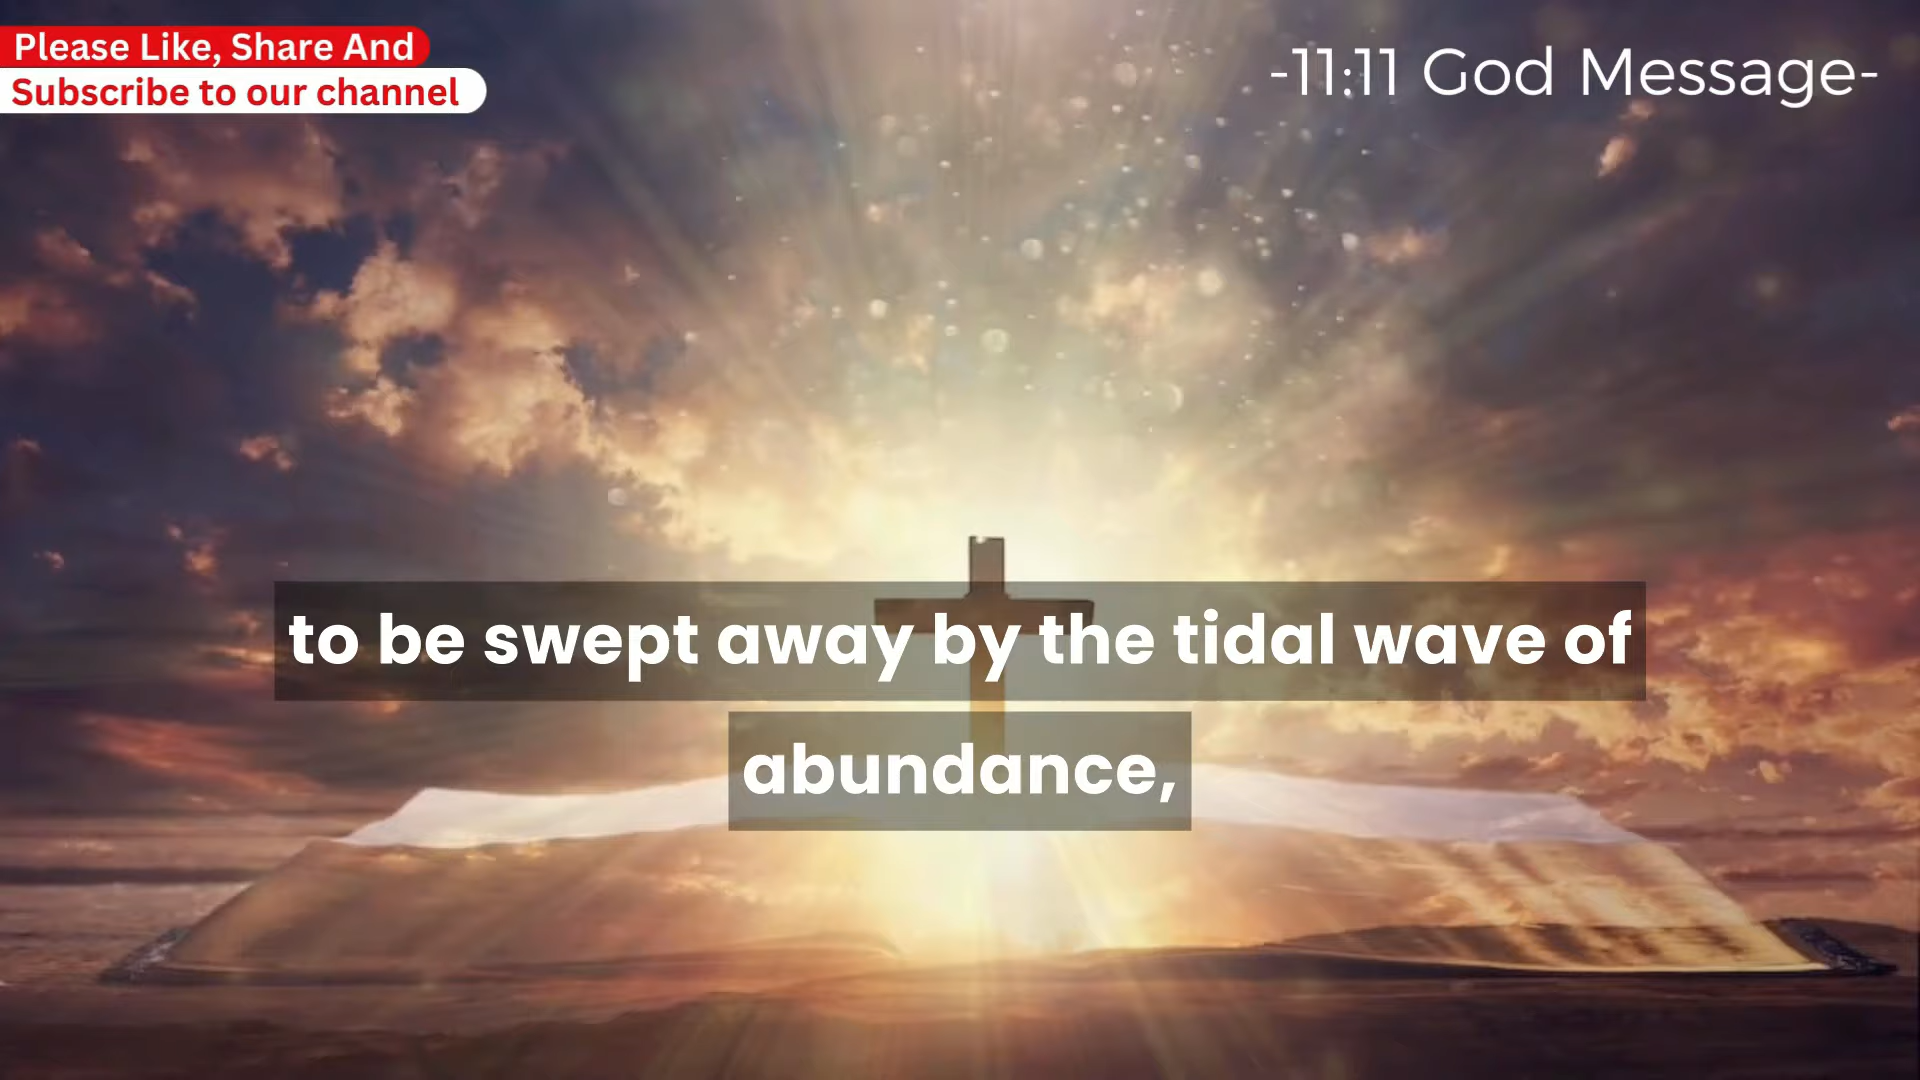 Please Like, Share And
Subscribe to our channel
-11:11 God Message-
to be swept away by the tidal wave of
abundance,